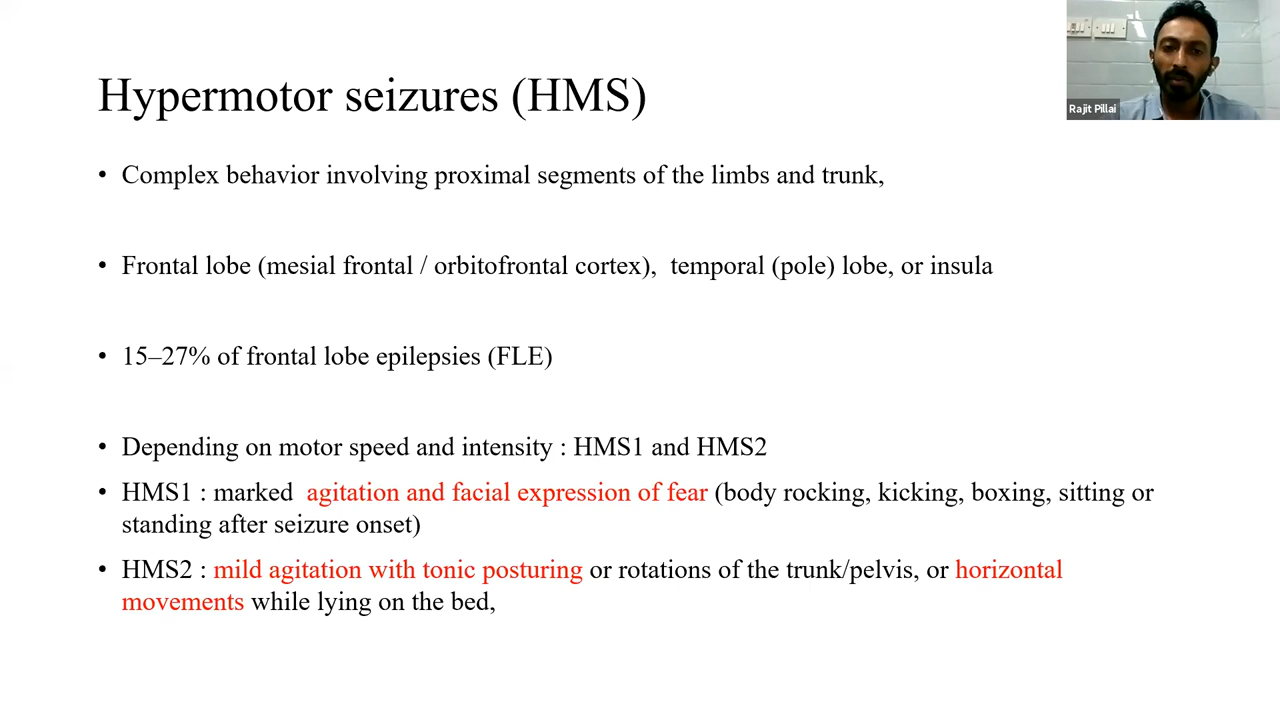 Hypermotor seizures (HMS)
Rajit Pillai
• Complex behavior involving proximal segments of the limbs and trunk,
• Frontal lobe (mesial frontal / orbitofrontal cortex),  temporal (pole) lobe, or insula
• 15–27% of frontal lobe epilepsies (FLE)
• Depending on motor speed and intensity : HMS1 and HMS2
• HMS1 : marked  agitation and facial expression of fear (body rocking, kicking, boxing, sitting or
standing after seizure onset)
• HMS2 : mild agitation with tonic posturing or rotations of the trunk/pelvis, or horizontal
movements while lying on the bed,